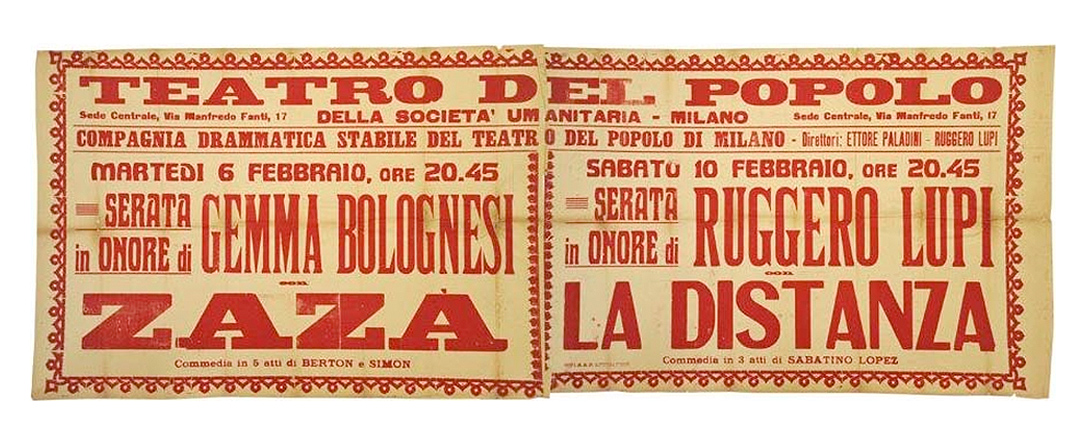 TEATRO DEL POPOLO
Sede Centrale, Via Manfredo Fanti, 17 DELLA SOCIETA' UMANITARIA - MILANO Sede Centrale, Via Manfredo Fanti, 17
COMPAGNIA DRAMMATICA STABILE DEL TEATRO DEL POPOLO DI MILANO - Direttori: ETTORE PALADINI - RUGGERO LUPI
MARTEDI 6 FEBBRAIO, ORE 20.45
SERATA
in ONORE di GEMMA BOLOGNESI
con
ZAZÀ
Commedia in 5 atti di BERTON e SIMON
SABATO 10 FEBBRAIO, ORE 20.45
SERATA
in ONORE di RUGGERO LUPI
con
LA DISTANZA
Commedia in 3 atti di SABATINO LOPEZ